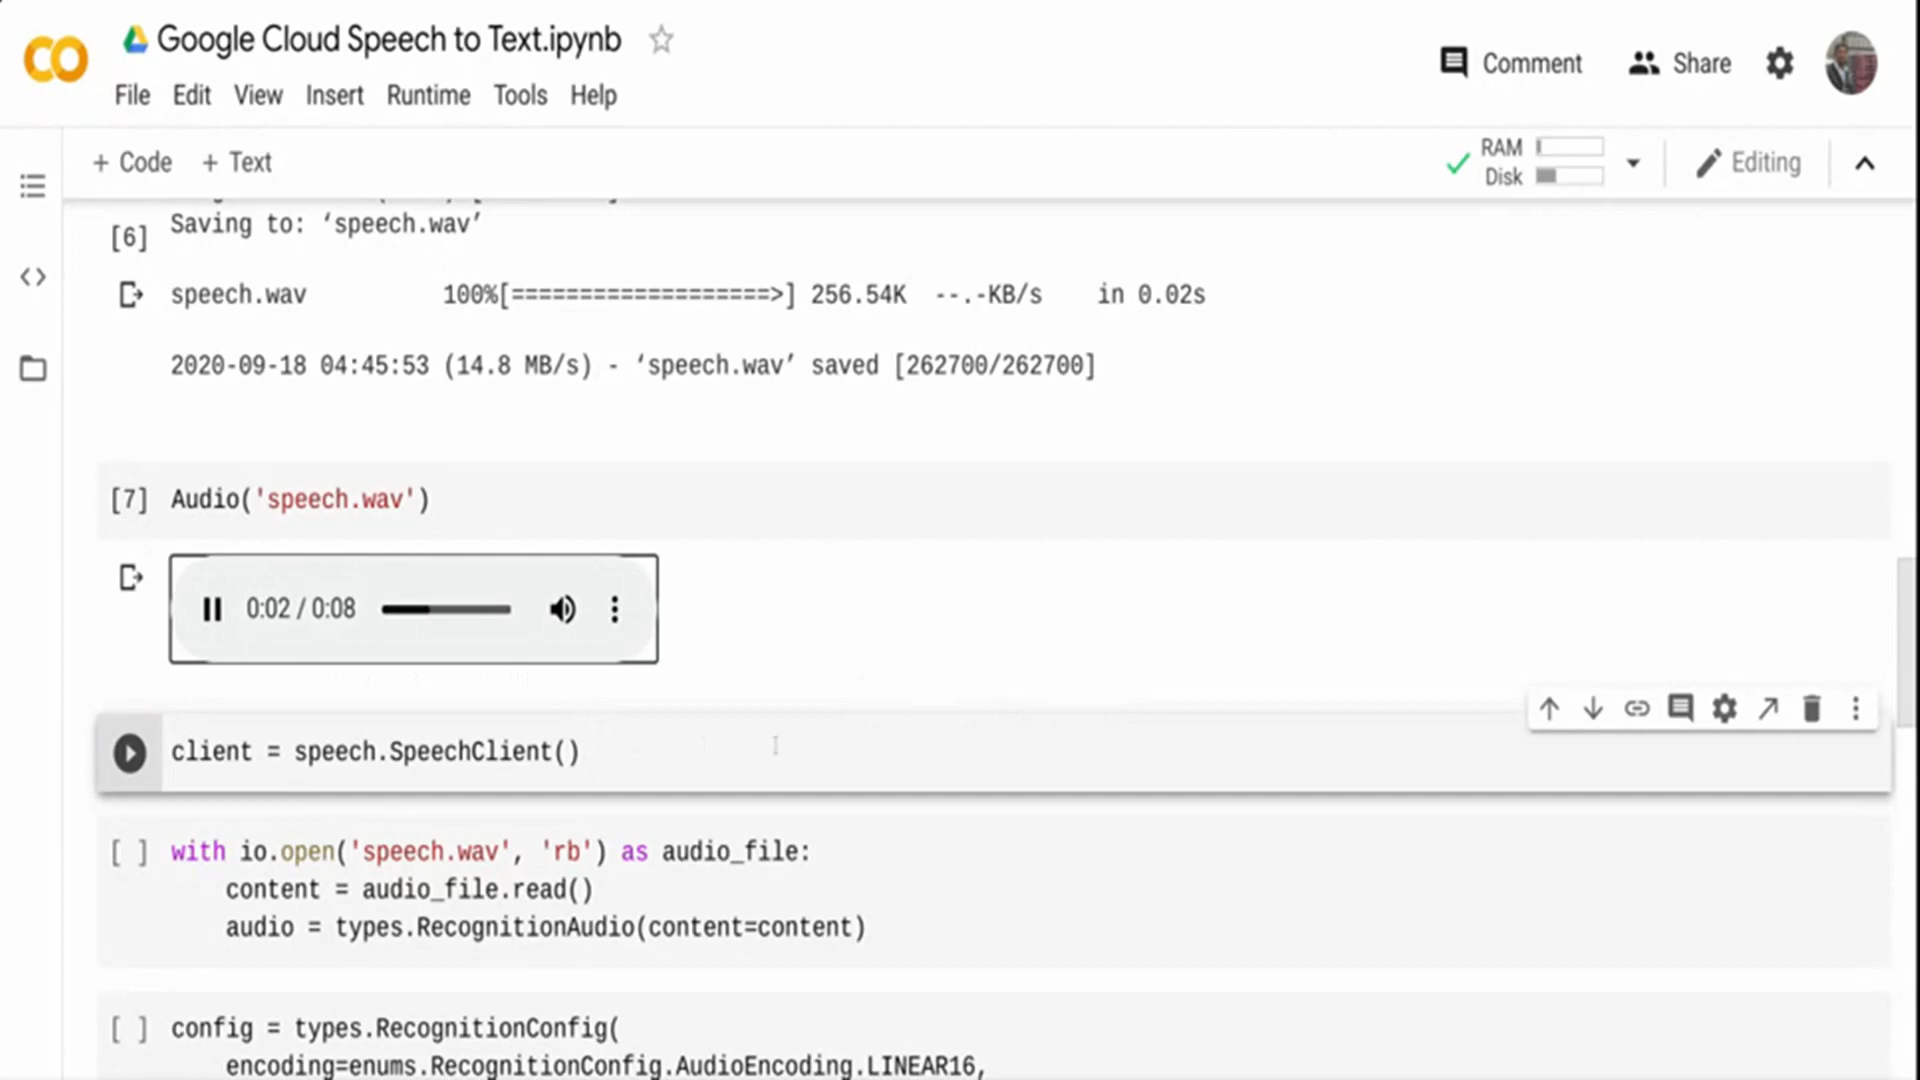 Google Cloud Speech to Text.ipynb
Comment
Share
File Edit View Insert Runtime Tools Help
+ Code + Text
RAM
Disk
Editing
Saving to: ‘speech.wav’
[6]
speech.wav 100%[===================>] 256.54K --.-KB/s in 0.02s
2020-09-18 04:45:53 (14.8 MB/s) - ‘speech.wav’ saved [262700/262700]
[7] Audio('speech.wav')
0:02 / 0:08
client = speech.SpeechClient()
[ ] with io.open('speech.wav', 'rb') as audio_file:
content = audio_file.read()
audio = types.RecognitionAudio(content=content)
[ ] config = types.RecognitionConfig(
encoding=enums.RecognitionConfig.AudioEncoding.LINEAR16,